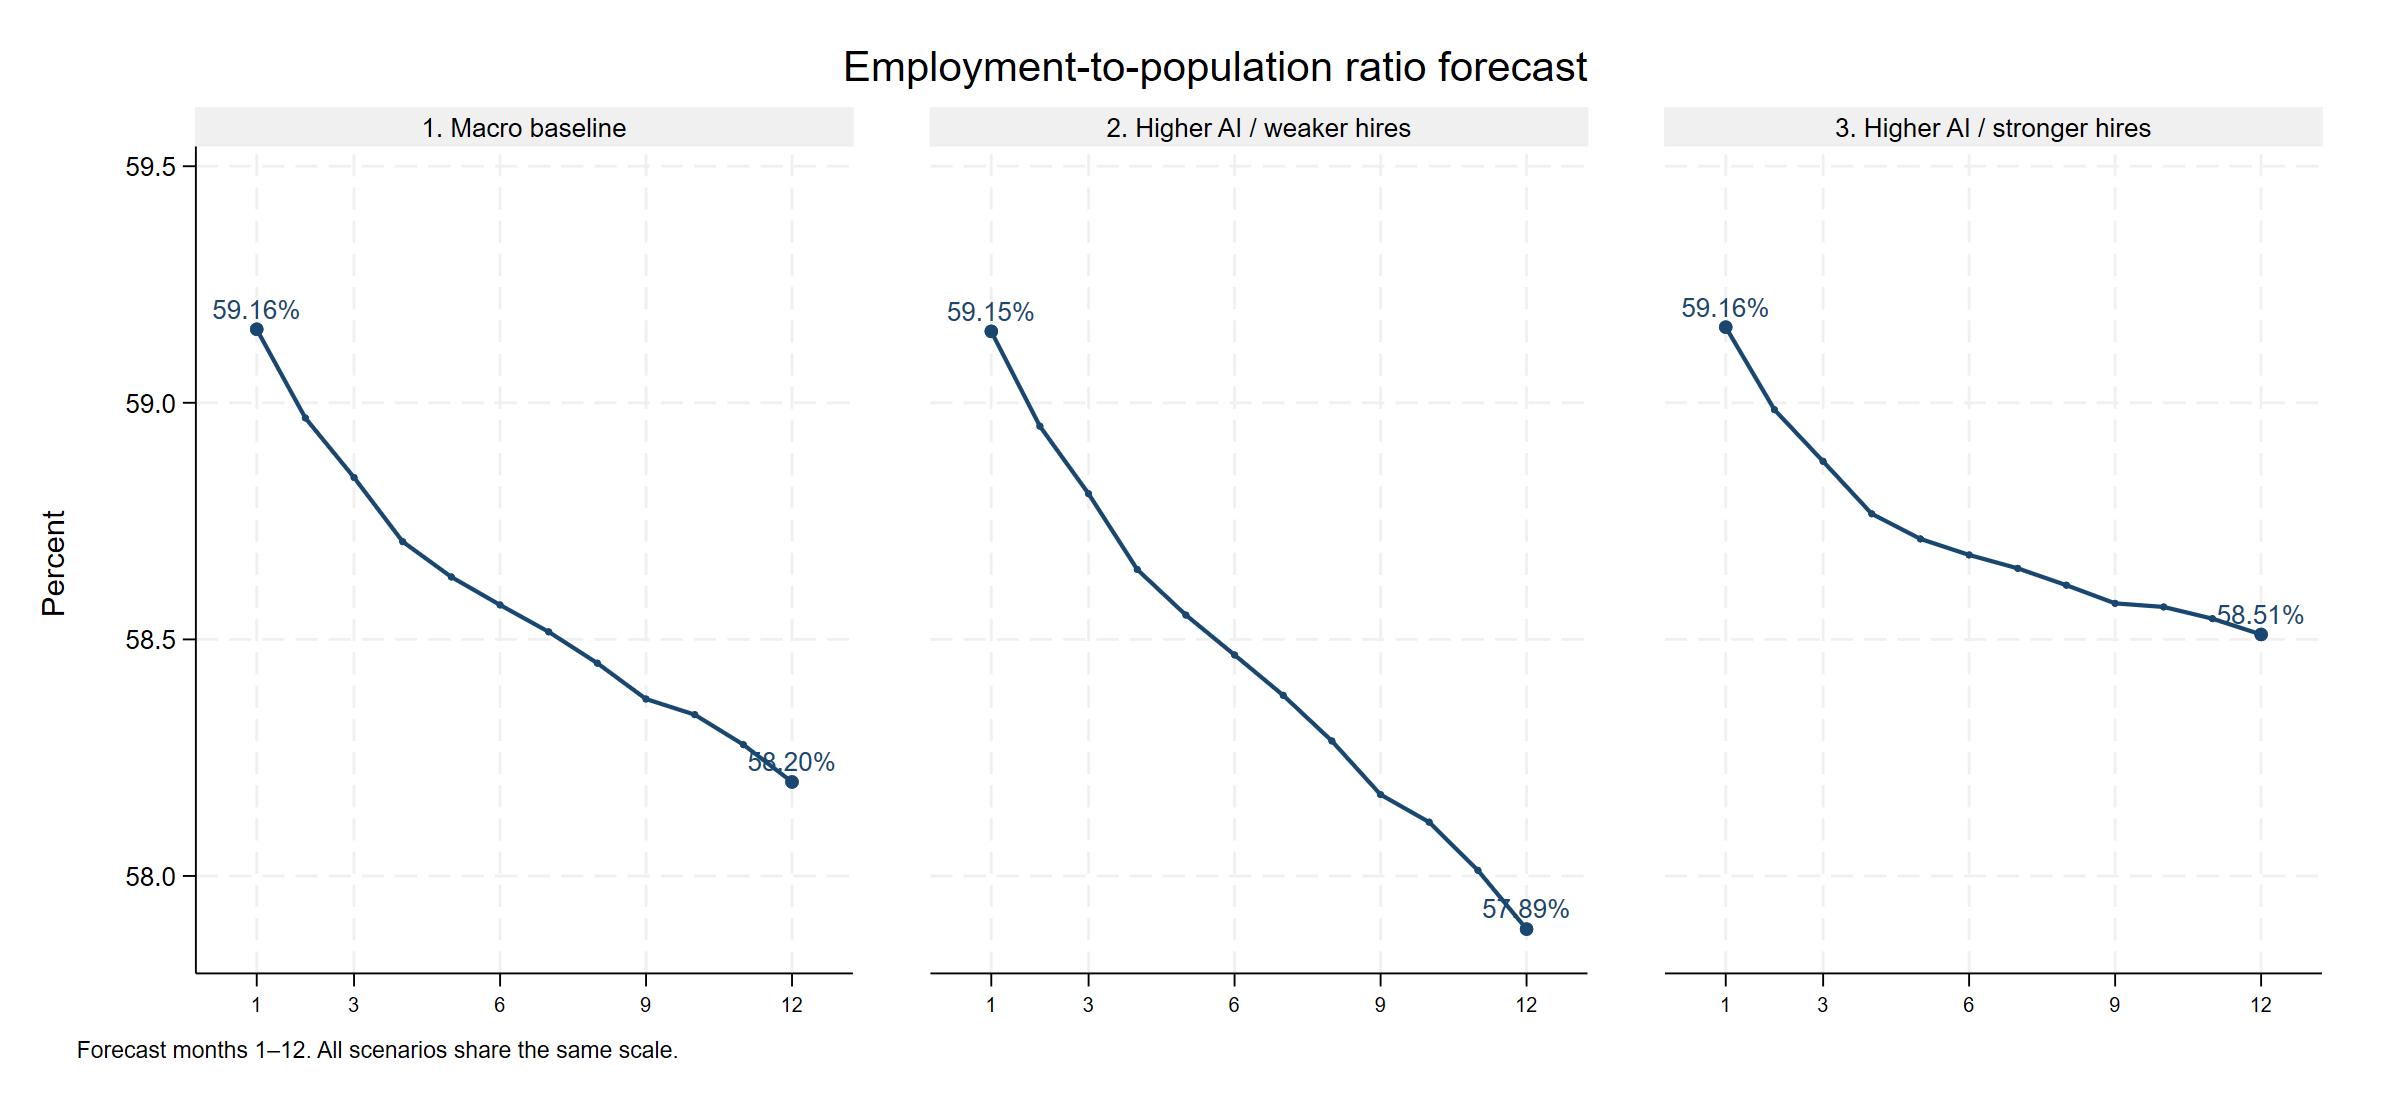 Employment-to-population ratio forecast
1. Macro baseline
2. Higher AI / weaker hires
3. Higher AI / stronger hires
Percent
59.5
59.0
58.5
58.0
59.16%
58.20%
59.15%
57.89%
59.16%
58.51%
1 3 6 9 12
1 3 6 9 12
1 3 6 9 12
Forecast months 1–12. All scenarios share the same scale.